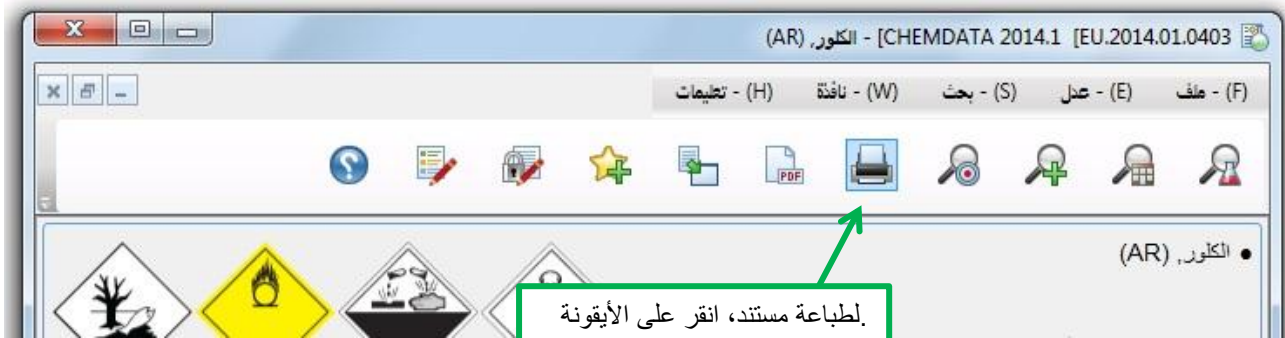 [CHEMDATA 2014.1 [EU.2014.01.0403 - الكلور, (AR)
(F) - ملف (E) - عدل (S) - بحث (W) - نافذة (H) - تعليمات
PDF
• الكلور, (AR)
لطباعة مستند، انقر على الأيقونة.